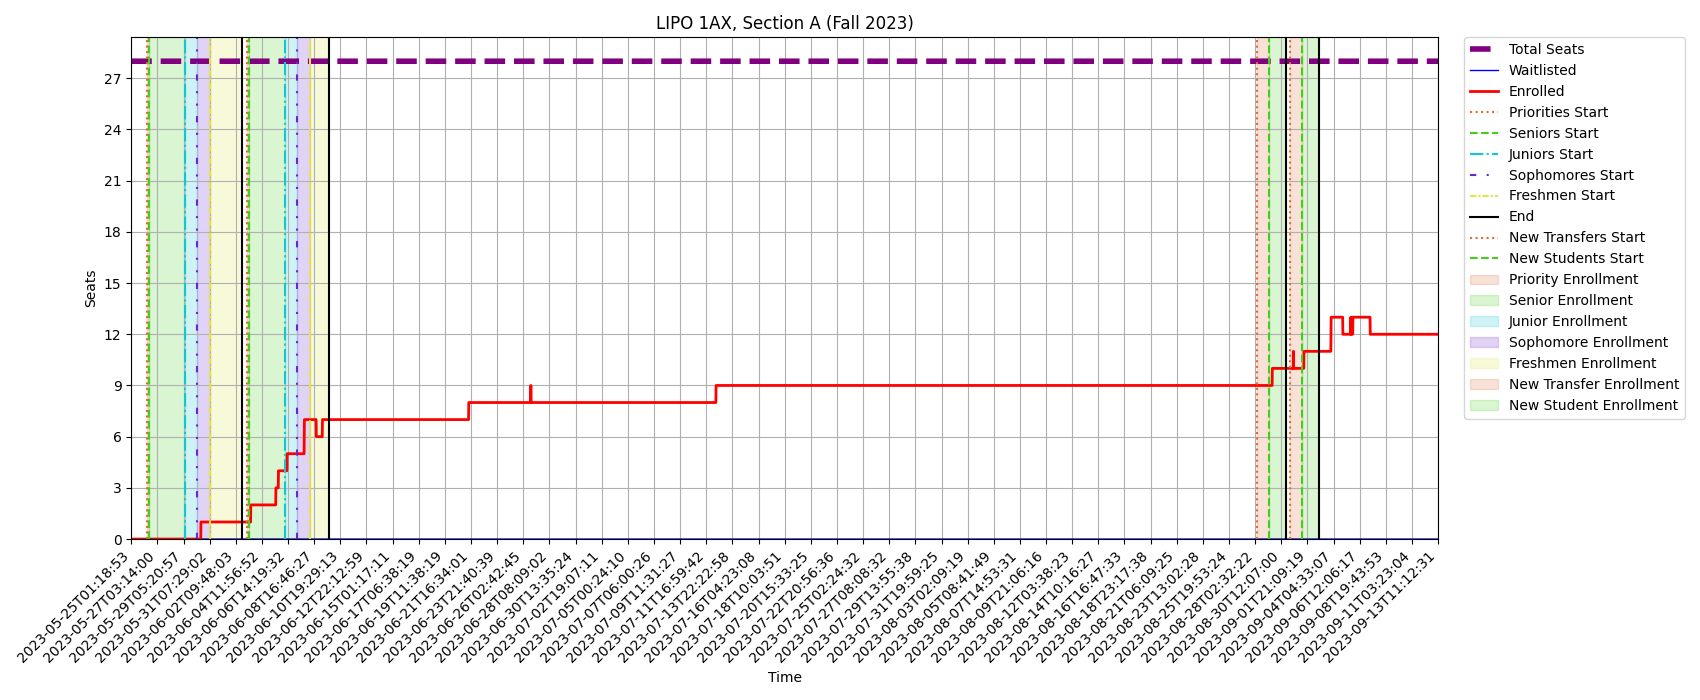 LIPO 1AX, Section A (Fall 2023)
Total Seats
Waitlisted
Enrolled
Priorities Start
Seniors Start
Juniors Start
Sophomores Start
Freshmen Start
End
New Transfers Start
New Students Start
Priority Enrollment
Senior Enrollment
Junior Enrollment
Sophomore Enrollment
Freshmen Enrollment
New Transfer Enrollment
New Student Enrollment
Seats
27
24
21
18
15
12
9
6
3
0
2023-05-25T01:18:53
2023-05-27T03:14:00
2023-05-29T05:20:57
2023-05-31T07:29:02
2023-06-02T09:48:03
2023-06-04T11:56:52
2023-06-06T14:19:32
2023-06-08T16:46:27
2023-06-10T19:29:13
2023-06-12T22:12:59
2023-06-15T01:17:11
2023-06-17T06:38:19
2023-06-19T11:38:19
2023-06-21T16:34:01
2023-06-23T21:40:39
2023-06-26T02:42:45
2023-06-28T08:09:02
2023-06-30T13:35:24
2023-07-02T19:07:11
2023-07-05T00:24:10
2023-07-07T06:00:26
2023-07-09T11:31:27
2023-07-11T16:59:42
2023-07-13T22:22:58
2023-07-16T04:23:08
2023-07-18T10:03:51
2023-07-20T15:33:25
2023-07-22T20:56:36
2023-07-25T02:24:32
2023-07-27T08:08:32
2023-07-29T13:55:38
2023-07-31T19:59:25
2023-08-03T02:09:19
2023-08-05T08:41:49
2023-08-07T14:53:31
2023-08-09T21:06:16
2023-08-12T03:38:23
2023-08-14T10:16:27
2023-08-16T16:47:33
2023-08-18T23:17:38
2023-08-21T06:09:25
2023-08-23T13:02:28
2023-08-25T19:53:24
2023-08-28T02:32:22
2023-08-30T12:07:00
2023-09-01T21:09:19
2023-09-04T04:33:07
2023-09-06T12:06:17
2023-09-08T19:43:53
2023-09-11T03:23:04
2023-09-13T11:12:31
Time